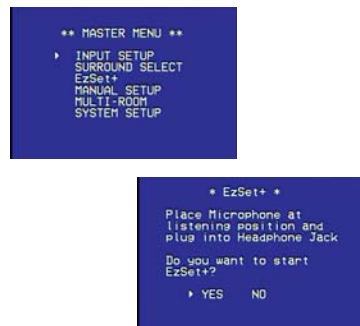 ** MASTER MENU **
INPUT SETUP
SURROUND SELECT
EzSet+
MANUAL SETUP
MULTI-ROOM
SYSTEM SETUP
* EzSet+ *
Place Microphone at
listening position and
plug into Headphone Jack
Do you want to start
EzSet+?
YES NO